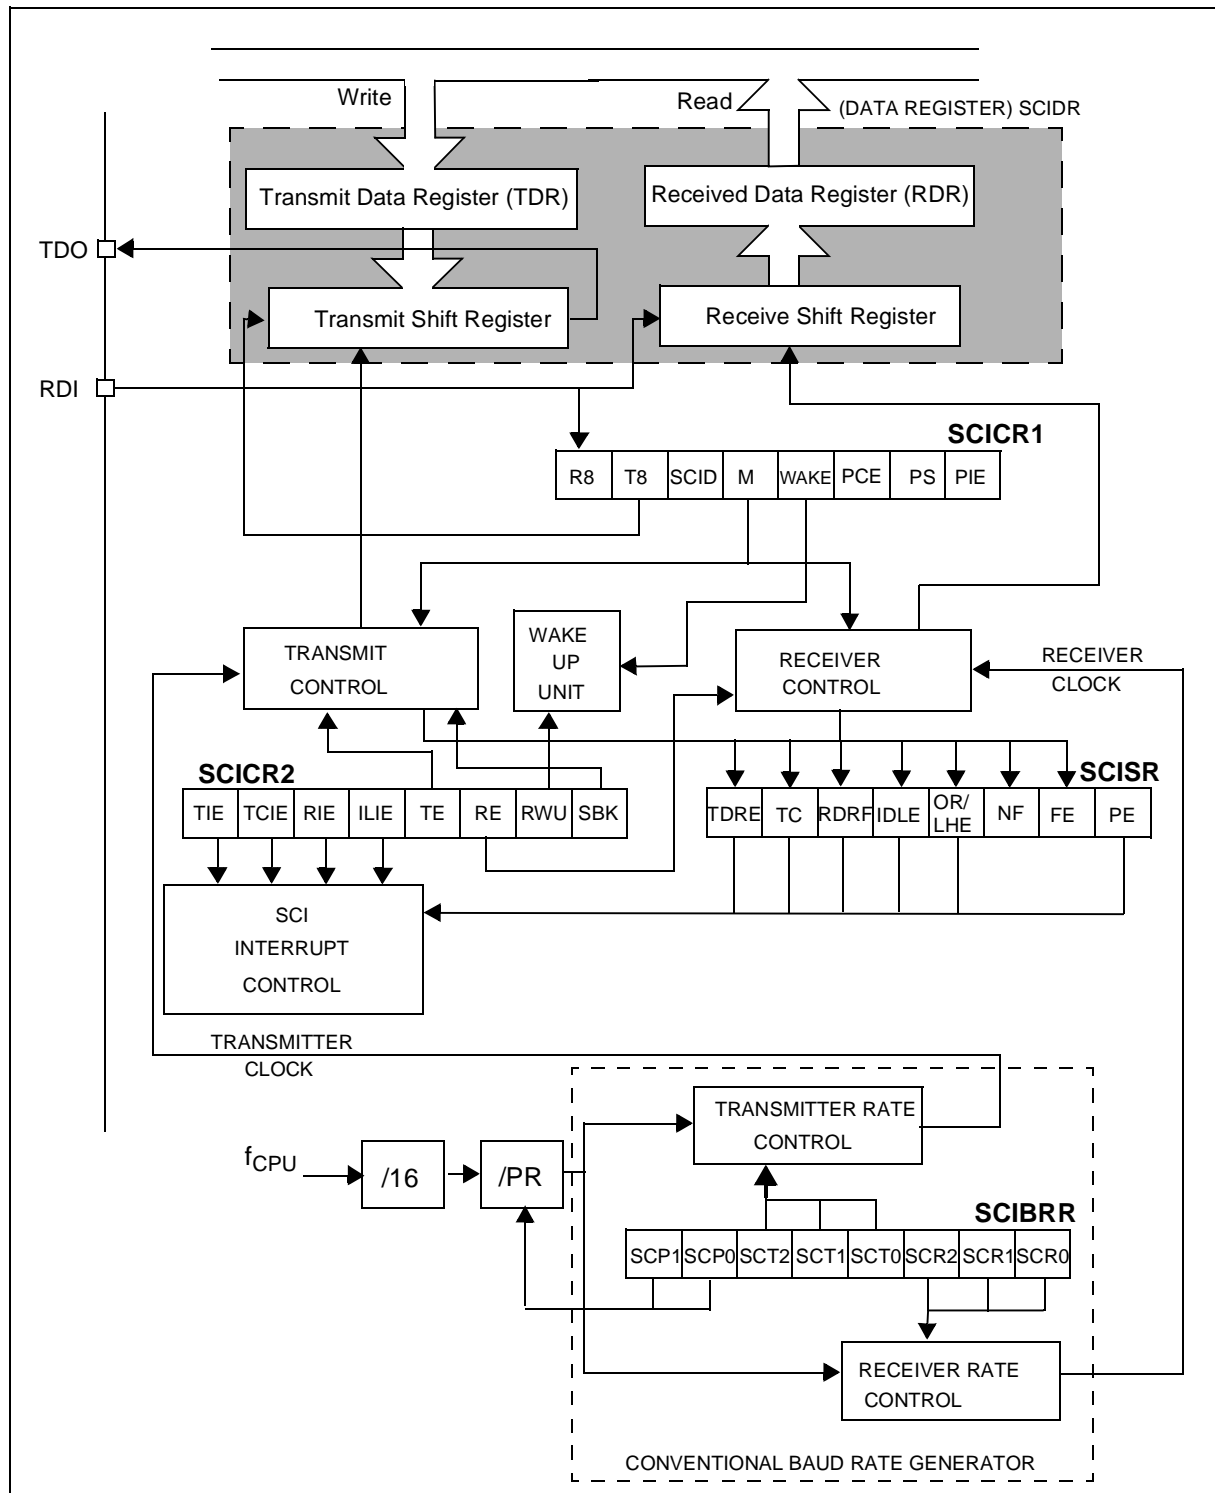 Write
Read
(DATA REGISTER) SCIDR
Transmit Data Register (TDR)
Received Data Register (RDR)
TDO
Transmit Shift Register
Receive Shift Register
RDI
SCICR1
R8 T8 SCID M WAKE PCE PS PIE
TRANSMIT
CONTROL
WAKE
UP
UNIT
RECEIVER
CONTROL
RECEIVER
CLOCK
SCICR2
SCISR
TIE TCIE RIE ILIE TE RE RWU SBK
TDRE TC RDRF IDLE OR/
LHE NF FE PE
SCI
INTERRUPT
CONTROL
TRANSMITTER
CLOCK
TRANSMITTER RATE
CONTROL
fCPU
/16
/PR
SCIBRR
SCP1 SCP0 SCT2 SCT1 SCT0 SCR2 SCR1 SCR0
RECEIVER RATE
CONTROL
CONVENTIONAL BAUD RATE GENERATOR